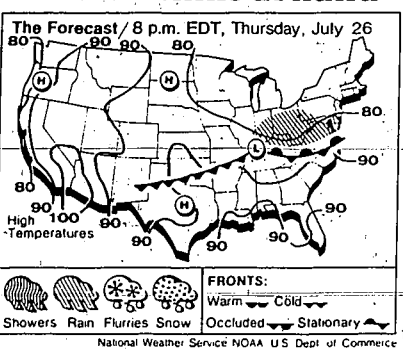 The Forecast/8 p.m. EDT, Thursday, July 26
80 90 90 80
H H
80
L
90
80
H
90 100 90
90 90 90
High
Temperatures
Showers Rain Flurries Snow
FRONTS:
Warm Cold
Occluded Stationary
National Weather Service NOAA U S Dept of Commerce